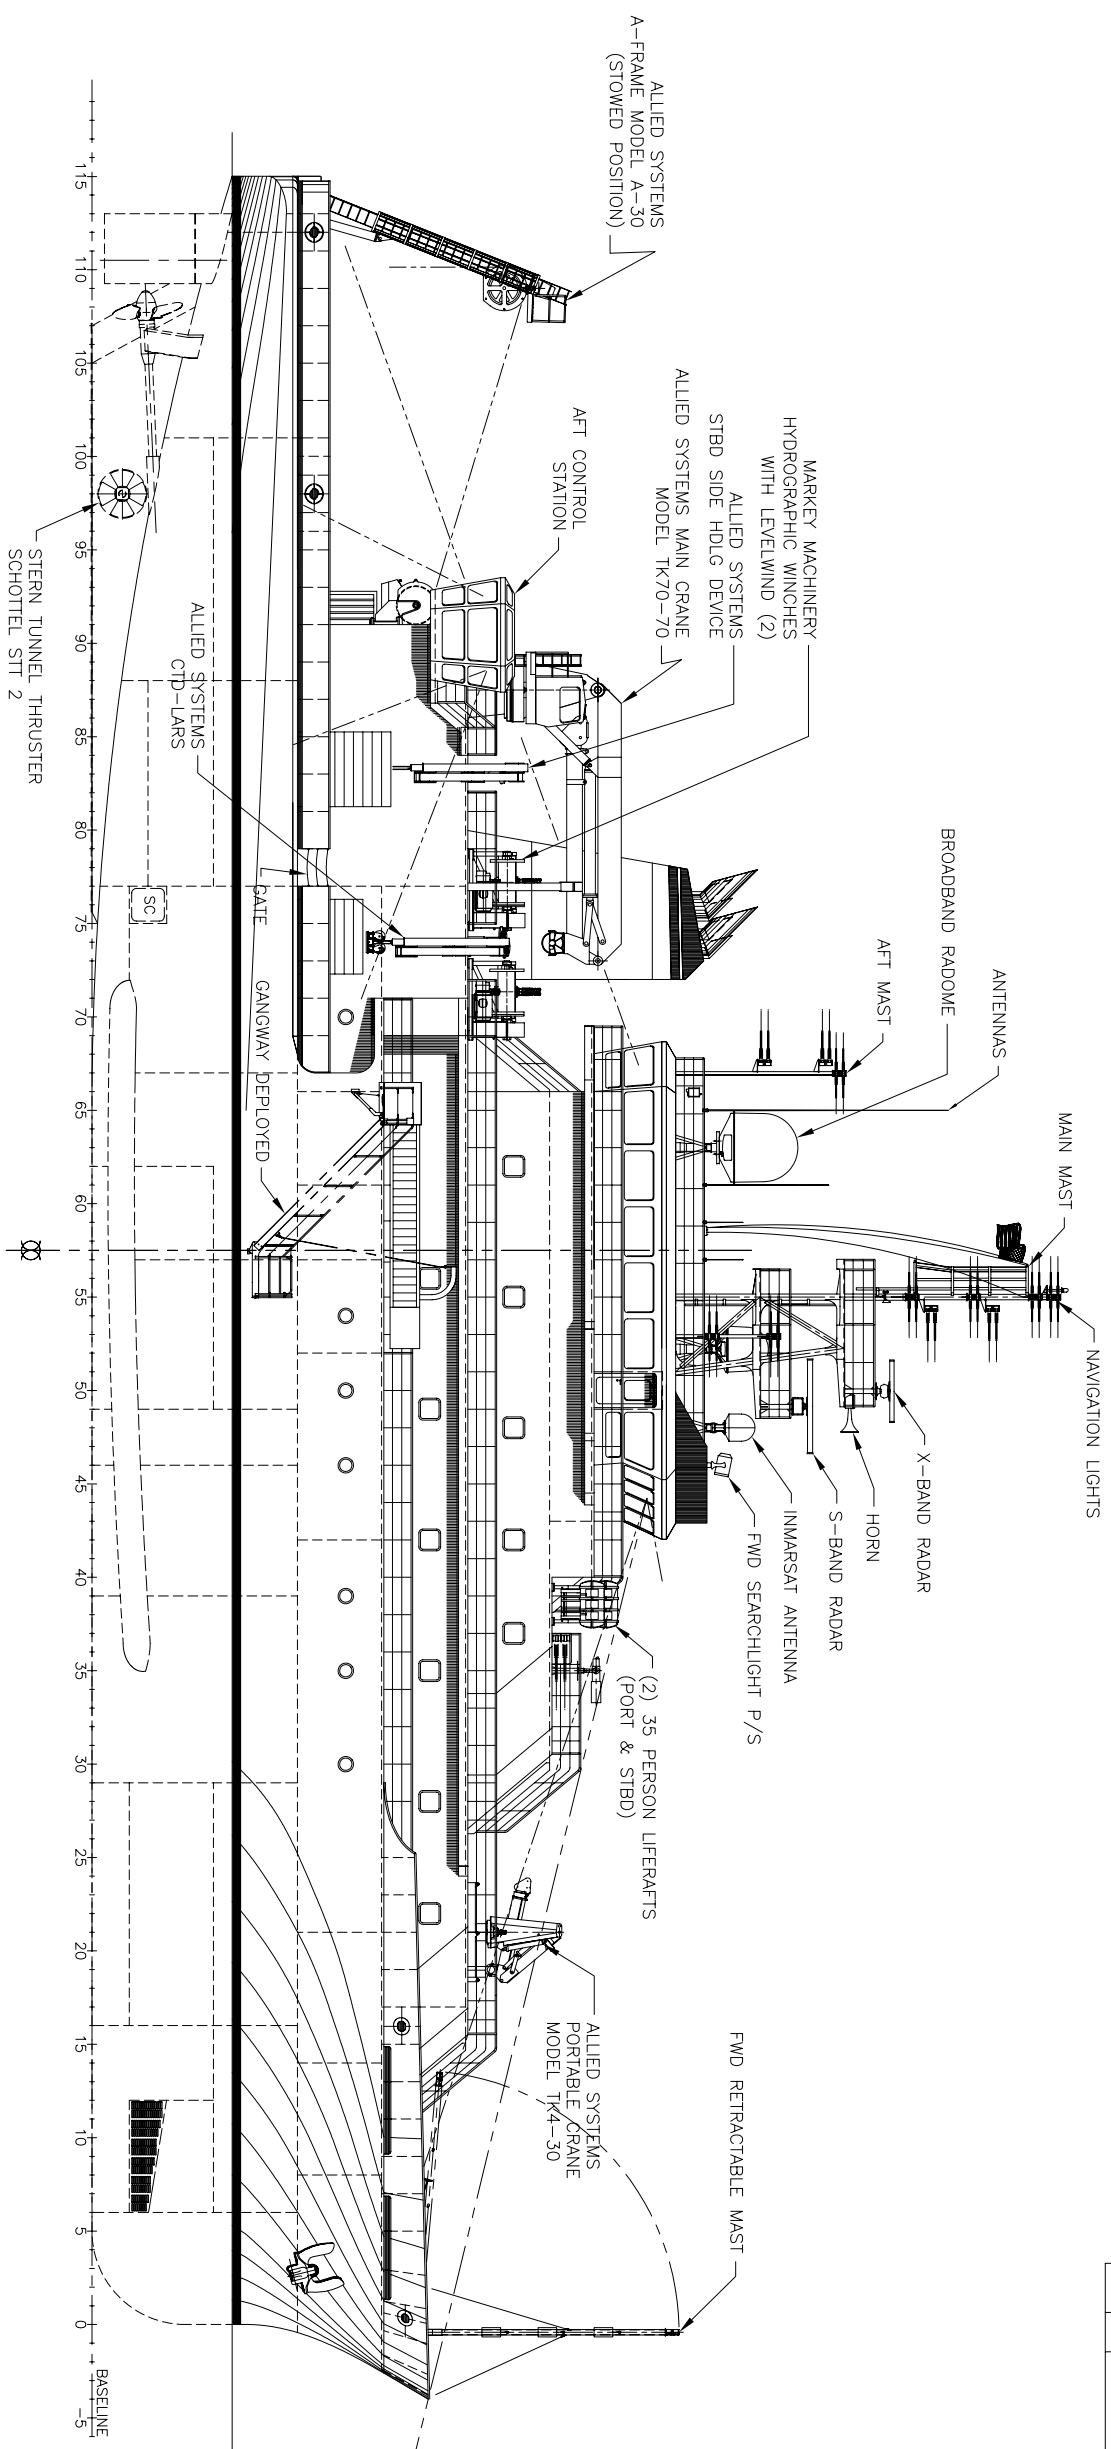 ALLIED SYSTEMS
A-FRAME MODEL A-30
(STOWED POSITION)
MARKEY MACHINERY
HYDROGRAPHIC WINCHES
WITH LEVELWIND (2)
ALLIED SYSTEMS
STBD SIDE HDLG DEVICE
ALLIED SYSTEMS MAIN CRANE
MODEL TK70-70
AFT CONTROL
STATION
BROADBAND RADOME
AFT MAST
ANTENNAS
MAIN MAST
NAVIGATION LIGHTS
X-BAND RADAR
HORN
S-BAND RADAR
INMARSAT ANTENNA
FWD SEARCHLIGHT P/S
(2) 35 PERSON LIFERAFTS
(PORT & STBD)
ALLIED SYSTEMS
PORTABLE CRANE
MODEL TK4-30
FWD RETRACTABLE MAST
STERN TUNNEL THRUSTER
SCHOTTEL STT 2
ALLIED SYSTEMS
CTD-LARS
GATE
GANGWAY DEPLOYED
SC
115 110 105 100 95 90 85 80 75 70 65 60 55 50 45 40 35 30 25 20 15 10 5 0 -5
BASELINE